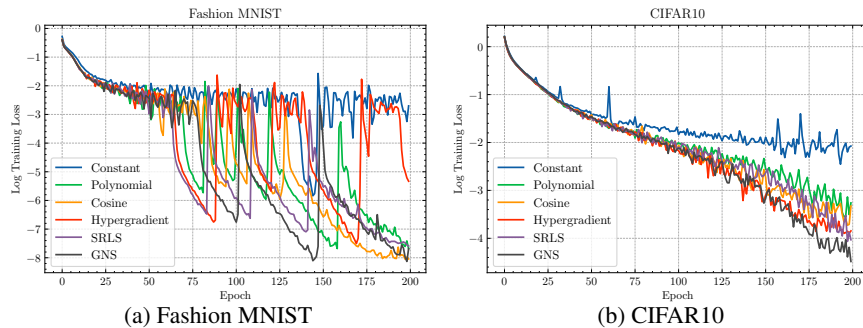 Fashion MNIST
0
−1
−2
−3
−4
−5
−6
−7
−8
Log Training Loss
Constant
Polynomial
Cosine
Hypergradient
SRLS
GNS
0 25 50 75 100 125 150 175 200
Epoch
(a) Fashion MNIST
CIFAR10
0
−1
−2
−3
−4
Log Training Loss
Constant
Polynomial
Cosine
Hypergradient
SRLS
GNS
0 25 50 75 100 125 150 175 200
Epoch
(b) CIFAR10